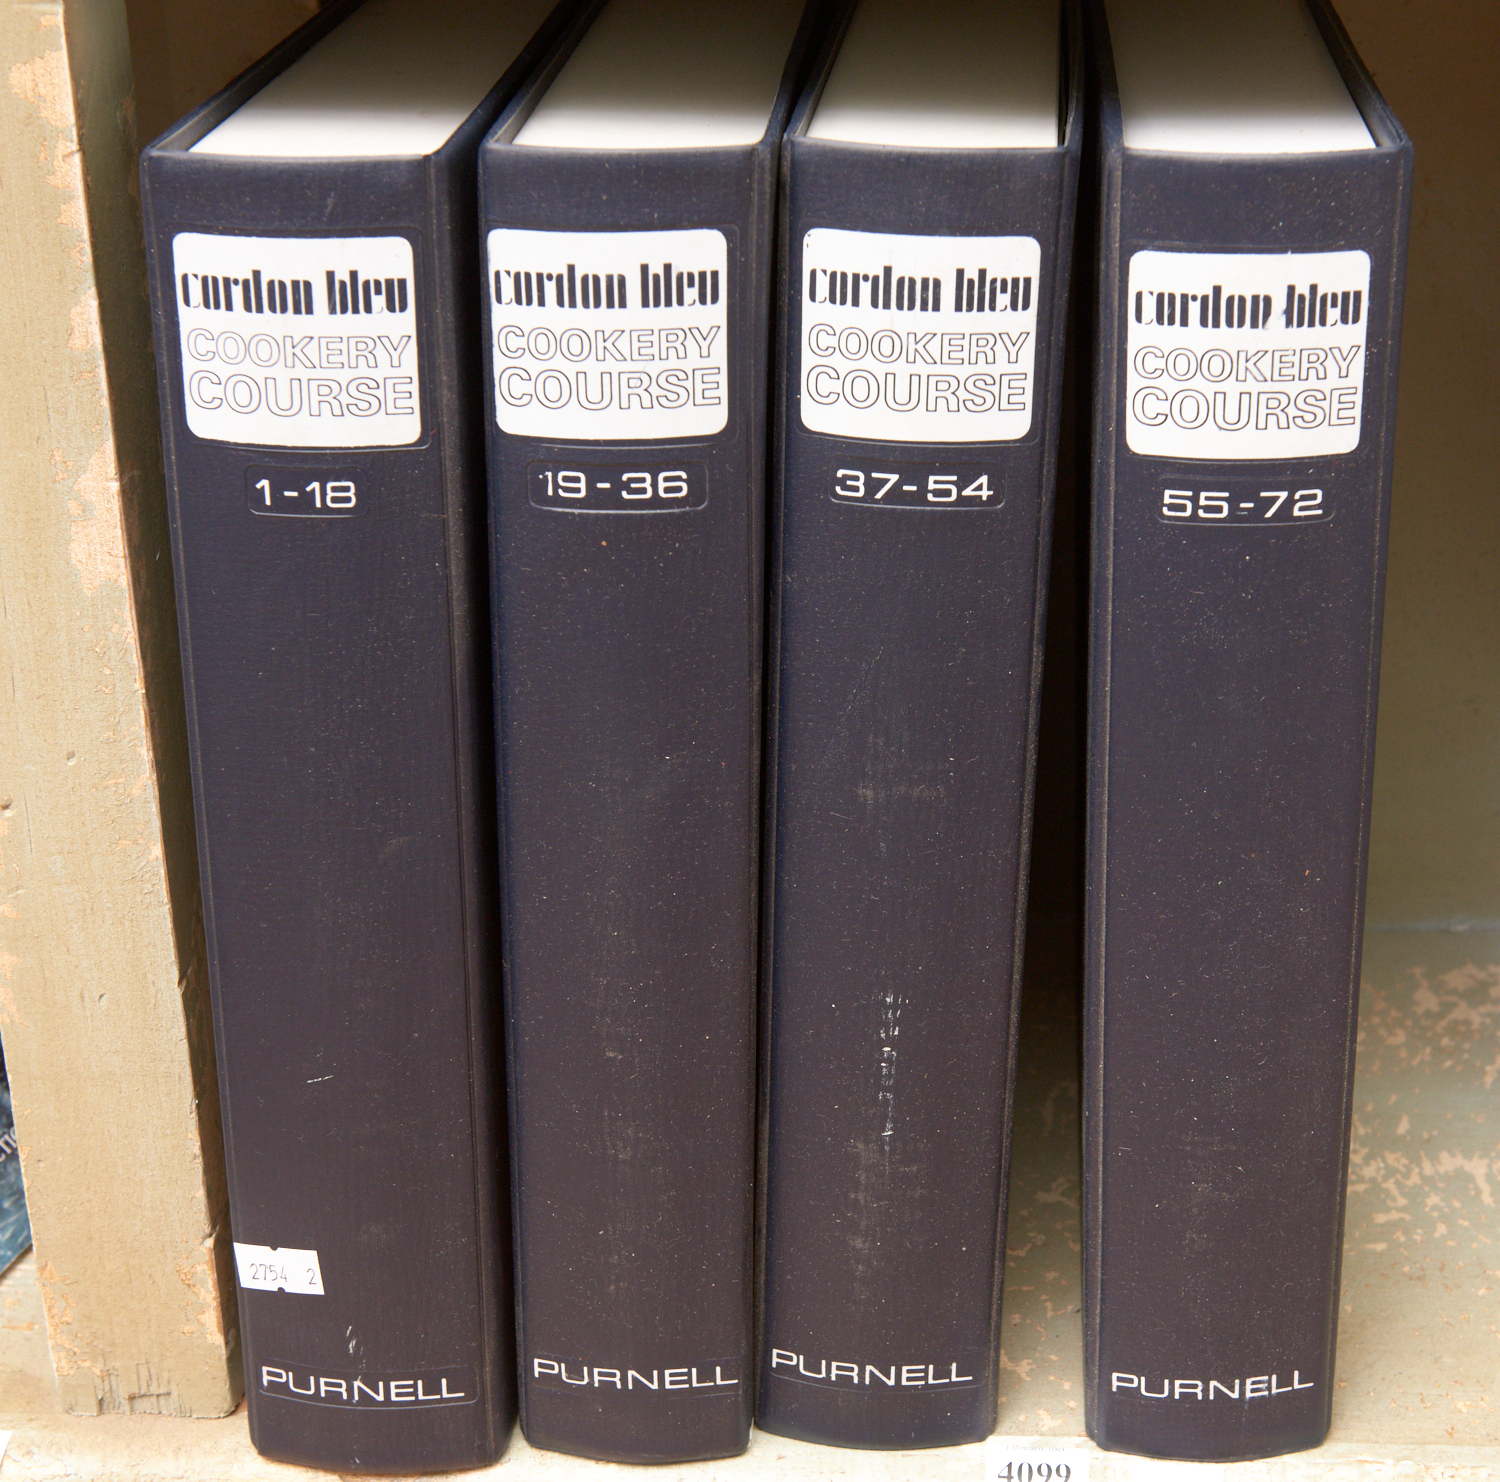 cordon bleu
COOKERY
COURSE
1-18
2754 2
PURNELL
cordon bleu
COOKERY
COURSE
19-36
PURNELL
cordon bleu
COOKERY
COURSE
37-54
PURNELL
cordon bleu
COOKERY
COURSE
55-72
PURNELL
4099